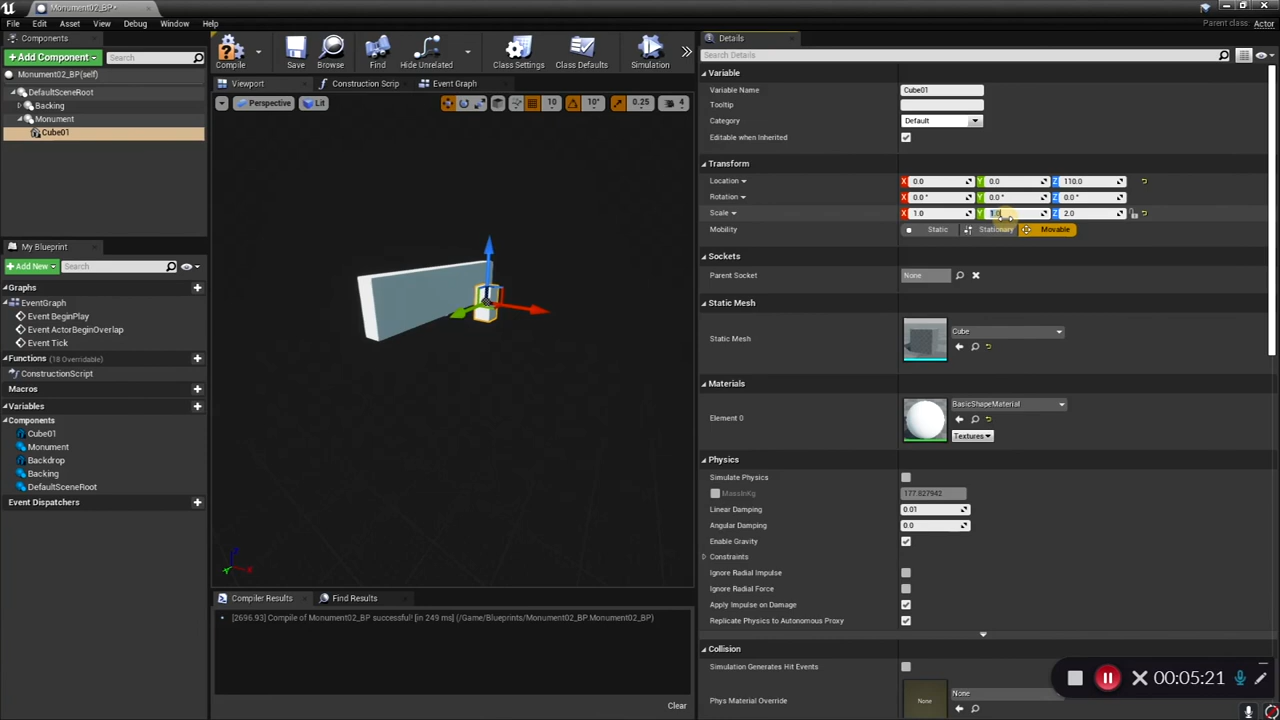 Monument02_BP*
File Edit Asset View Debug Window Help
Parent class: Actor
Components
+ Add Component Search
Monument02_BP(self)
DefaultSceneRoot
Backing
Monument
Cube01
My Blueprint
+ Add New Search
Graphs
EventGraph
Event BeginPlay
Event ActorBeginOverlap
Event Tick
Functions (18 Overridable)
ConstructionScript
Macros
Variables
Components
Cube01
Monument
Backdrop
Backing
DefaultSceneRoot
Event Dispatchers
Compile Save Browse Find Hide Unrelated Class Settings Class Defaults Simulation
Viewport Construction Script Event Graph
Perspective Lit 10 10° 0.25 4
Compiler Results Find Results
[2696.93] Compile of Monument02_BP successful! [in 249 ms] (/Game/Blueprints/Monument02_BP.Monument02_BP)
Clear
Details
Search Details
Variable
Variable Name Cube01
Tooltip
Category Default
Editable when Inherited
Transform
Location X 0.0 Y 0.0 Z 110.0
Rotation X 0.0° Y 0.0° Z 0.0°
Scale X 1.0 Y 1.0 Z 2.0
Mobility Static Stationary Movable
Sockets
Parent Socket None
Static Mesh
Static Mesh Cube
Materials
Element 0 BasicShapeMaterial
Textures
Physics
Simulate Physics
MassInKg 177.827942
Linear Damping 0.01
Angular Damping 0.0
Enable Gravity
Constraints
Ignore Radial Impulse
Ignore Radial Force
Apply Impulse on Damage
Replicate Physics to Autonomous Proxy
Collision
Simulation Generates Hit Events
Phys Material Override None None
00:05:21